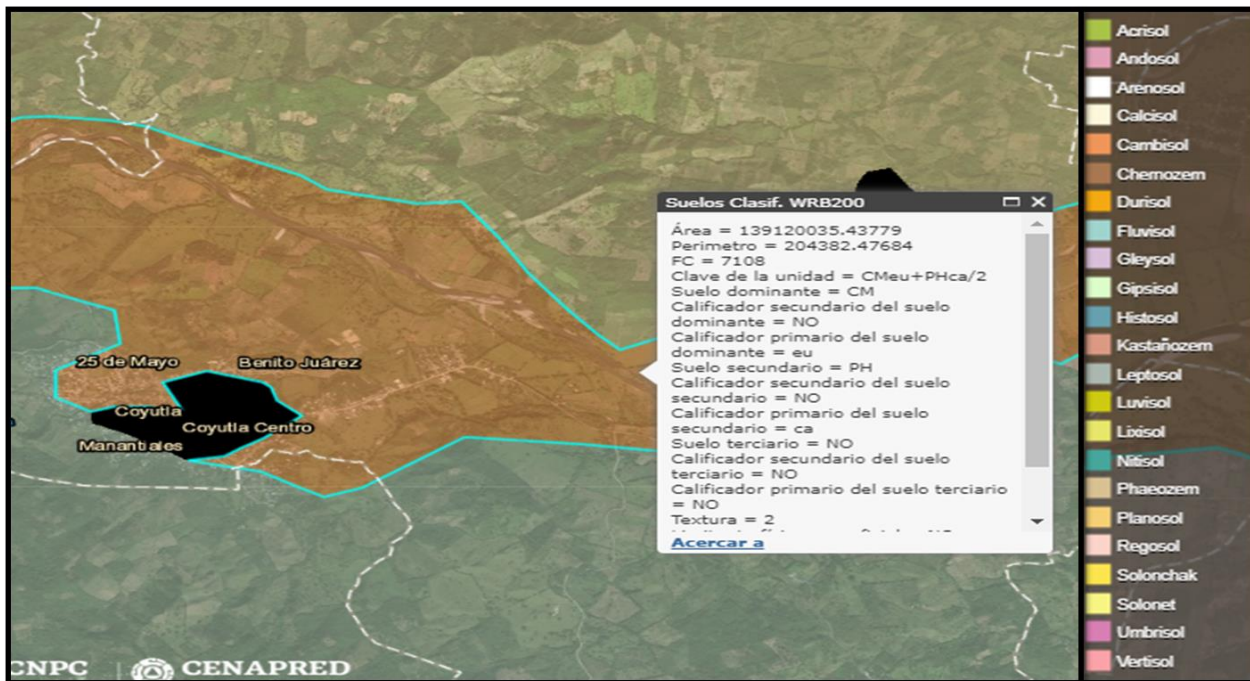 25 de Mayo
Benito Juárez
Coyutla
Coyutla Centro
Manantiales
CNPC
CENAPRED
Suelos Clasif. WRB200
Área = 139120035.43779
Perimetro = 204382.47684
FC = 7108
Clave de la unidad = CMeu+PHca/2
Suelo dominante = CM
Calificador secundario del suelo
dominante = NO
Calificador primario del suelo
dominante = eu
Suelo secundario = PH
Calificador secundario del suelo
secundario = NO
Calificador primario del suelo
secundario = ca
Suelo terciario = NO
Calificador secundario del suelo
terciario = NO
Calificador primario del suelo terciario
= NO
Textura = 2
Acercar a
Acrisol
Andosol
Arenosol
Calcisol
Cambisol
Chernozem
Durisol
Fluvisol
Gleysol
Gipsisol
Histosol
Kastañozem
Leptosol
Luvisol
Lixisol
Nitisol
Phaeozem
Planosol
Regosol
Solonchak
Solonet
Umbrisol
Vertisol